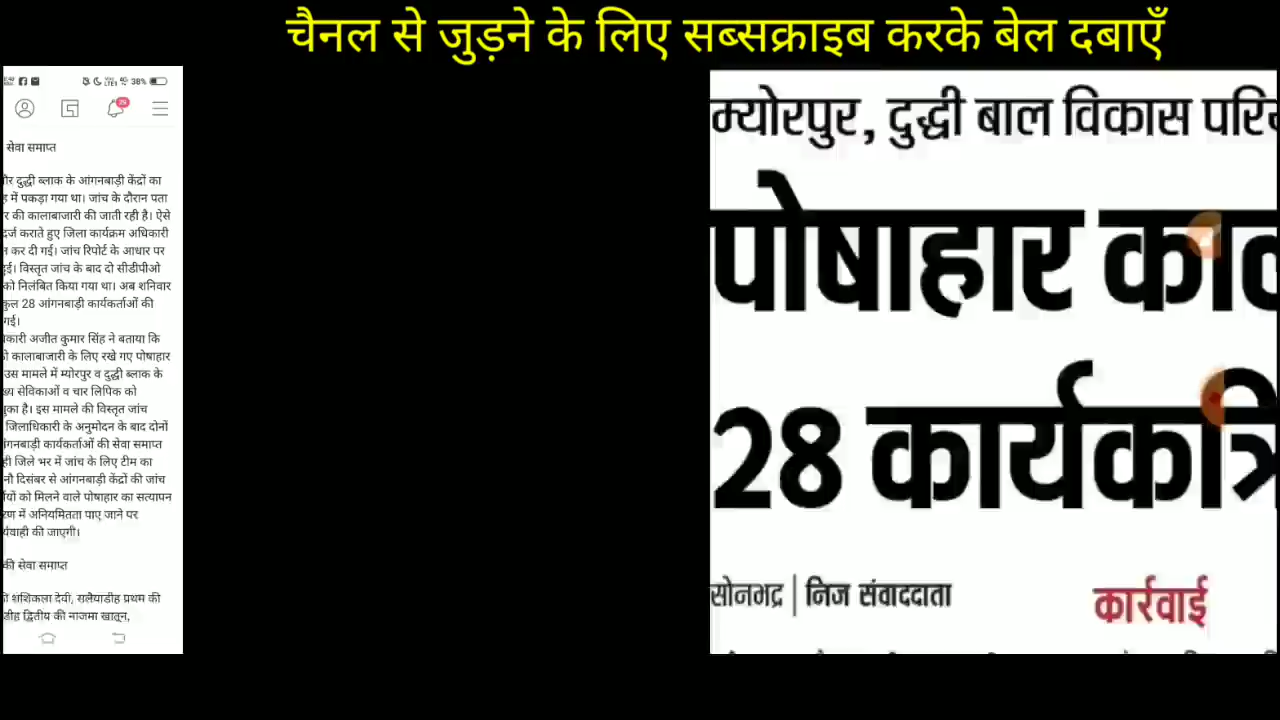 चैनल से जुड़ने के लिए सब्सक्राइब करके बेल दबाएँ
38%
सेवा समाप्त
दुद्धी ब्लाक के आंगनबाड़ी केंद्रों का
में पकड़ा गया था। जांच के दौरान पता
की कालाबाजारी की जाती रही है। ऐसे
दर्ज कराते हुए जिला कार्यक्रम अधिकारी
कर दी गई। जांच रिपोर्ट के आधार पर
हुई। विस्तृत जांच के बाद दो सीडीपीओ
को निलंबित किया गया था। अब शनिवार
कुल 28 आंगनबाड़ी कार्यकर्ताओं की
गई।
अजीत कुमार सिंह ने बताया कि
कालाबाजारी के लिए रखे गए पोषाहार
उस मामले में म्योरपुर व दुद्धी ब्लाक के
सेविकाओं व चार लिपिक को
है। इस मामले की विस्तृत जांच
जिलाधिकारी के अनुमोदन के बाद दोनों
कार्यकर्ताओं की सेवा समाप्त
ही जिले भर में जांच के लिए टीम का
नौ दिसंबर से आंगनबाड़ी केंद्रों की जांच
को मिलने वाले पोषाहार का सत्यापन
में अनियमितता पाए जाने पर
की जाएगी।
की सेवा समाप्त
शशिकला देवी, सलैयाडीह प्रथम की
द्वितीय की नाजमा खातून,
म्योरपुर, दुद्धी बाल विकास परि
पोषाहार काल
28 कार्यकत्रि
सोनभद्र | निज संवाददाता
कार्रवाई